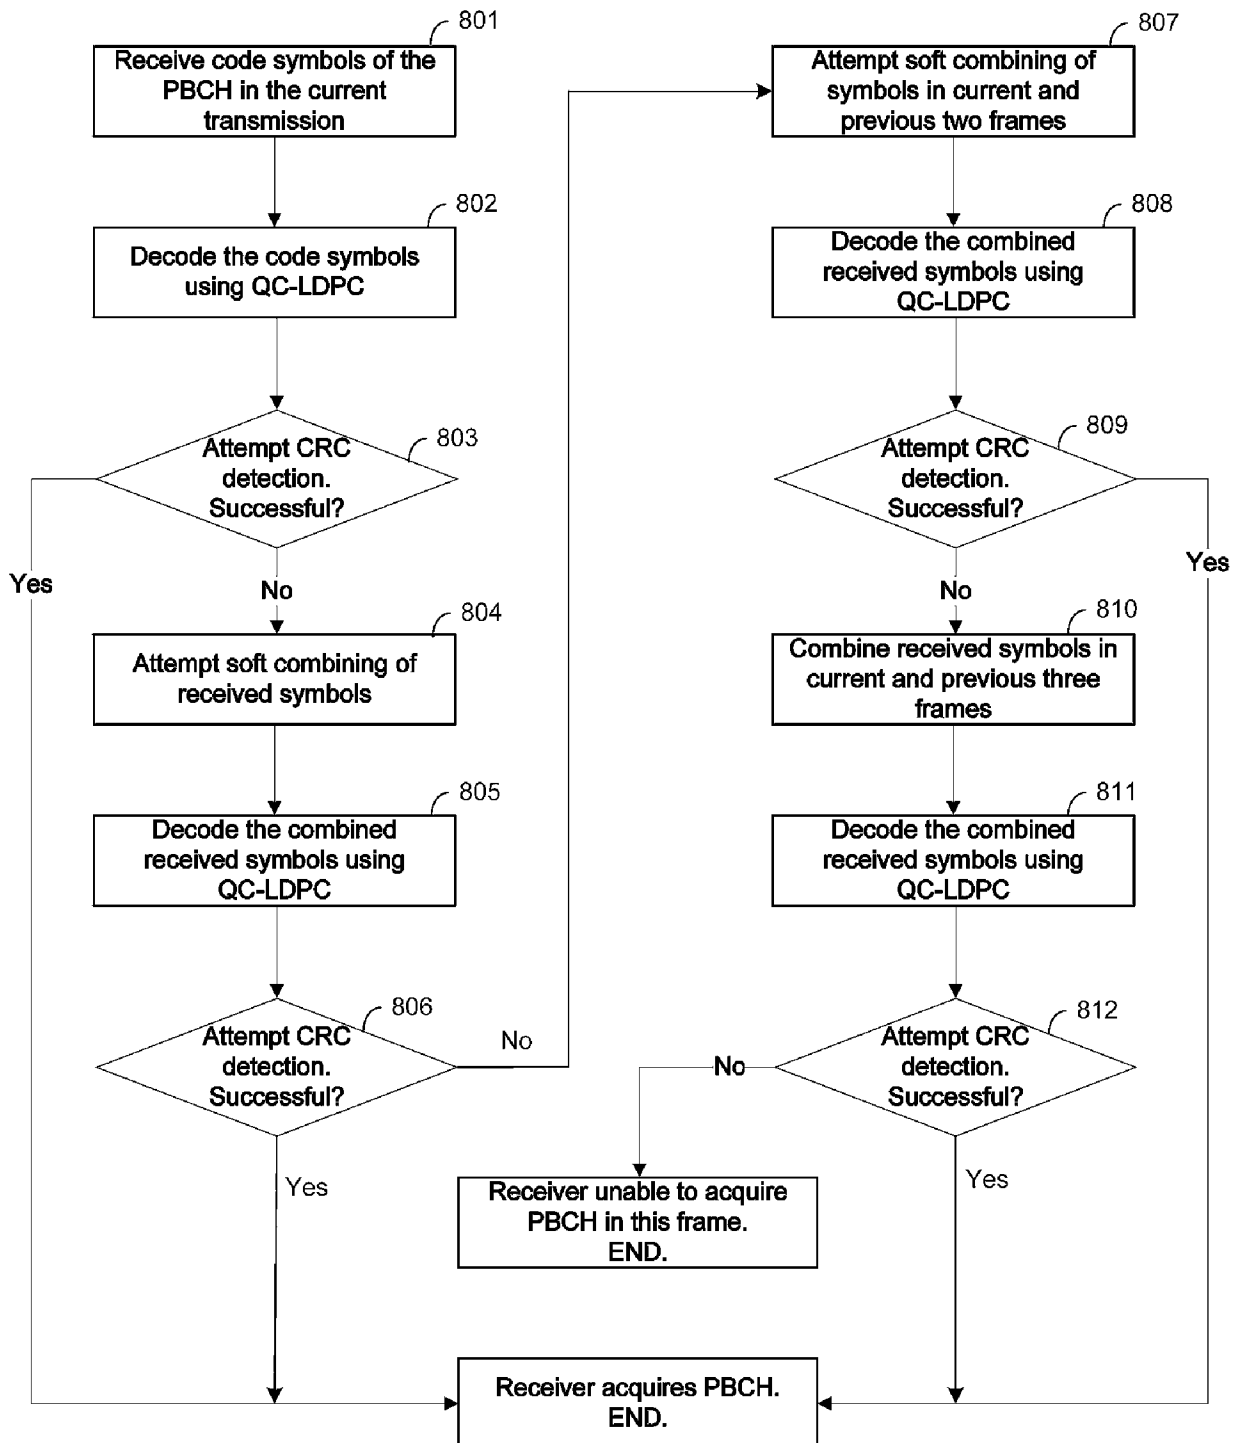 801
Receive code symbols of the
PBCH in the current
transmission
802
Decode the code symbols
using QC-LDPC
803
Attempt CRC
detection.
Successful?
Yes
No
804
Attempt soft combining of
received symbols
805
Decode the combined
received symbols using
QC-LDPC
806
Attempt CRC
detection.
Successful?
No
Yes
807
Attempt soft combining of
symbols in current and
previous two frames
808
Decode the combined
received symbols using
QC-LDPC
809
Attempt CRC
detection.
Successful?
Yes
No
810
Combine received symbols in
current and previous three
frames
811
Decode the combined
received symbols using
QC-LDPC
812
Attempt CRC
detection.
Successful?
No
Yes
Receiver unable to acquire
PBCH in this frame.
END.
Receiver acquires PBCH.
END.